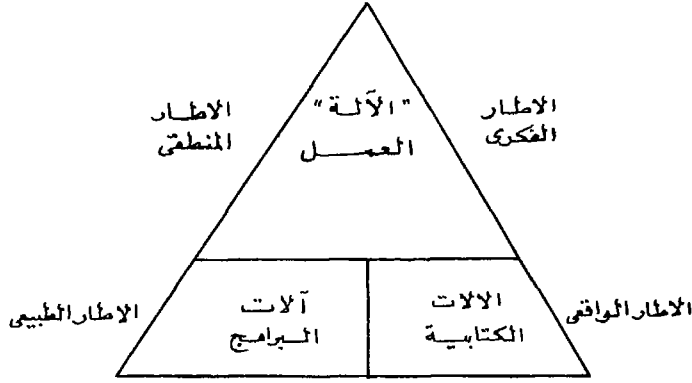 "الآلة"
العمل
الاطار
الفكرى
الاطار
المنطقى
الاطار الواقعى
الالات
الكتابية
آلات
البرامج
الاطار الطبيعى